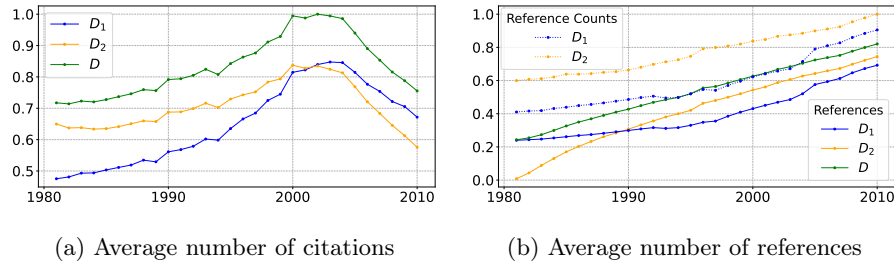 1.0
0.9
0.8
0.7
0.6
0.5
1980
1990
2000
2010
D₁
D₂
D
(a) Average number of citations
1.0
0.8
0.6
0.4
0.2
0.0
1980
1990
2000
2010
Reference Counts
D₁
D₂
References
D₁
D₂
D
(b) Average number of references